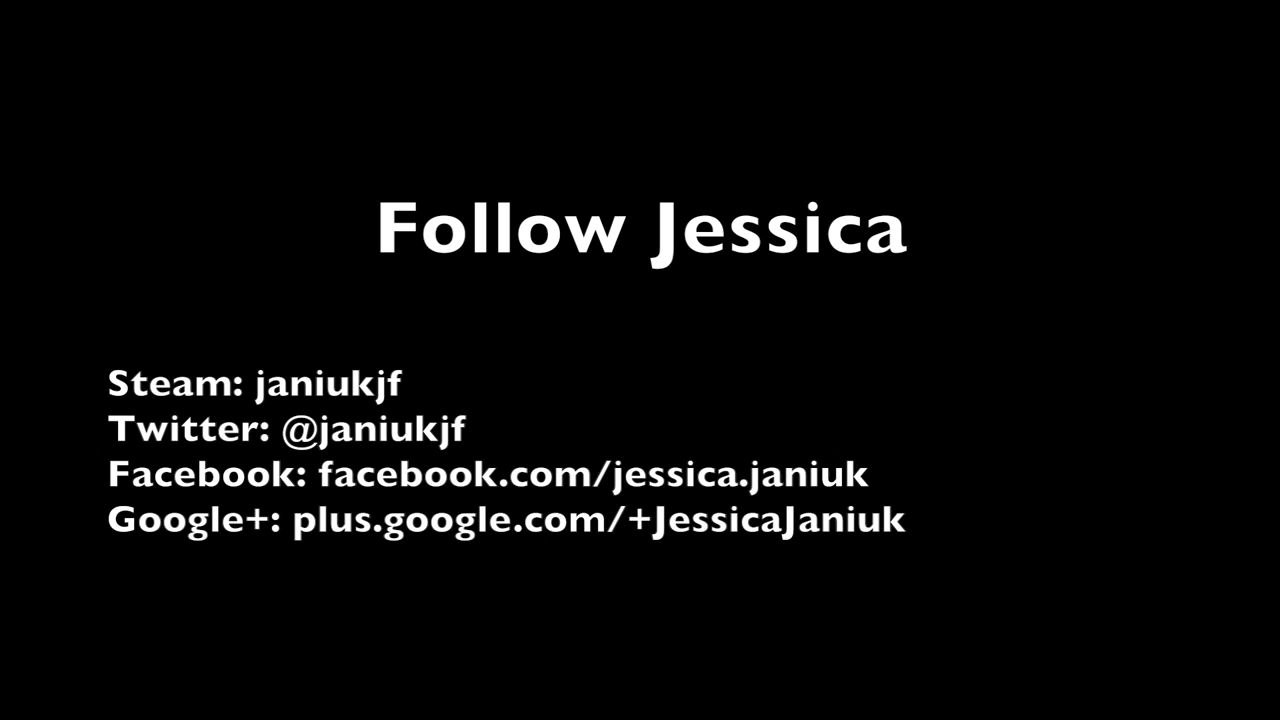 Follow Jessica
Steam: janiukjf
Twitter: @janiukjf
Facebook: facebook.com/jessica.janiuk
Google+: plus.google.com/+JessicaJaniuk